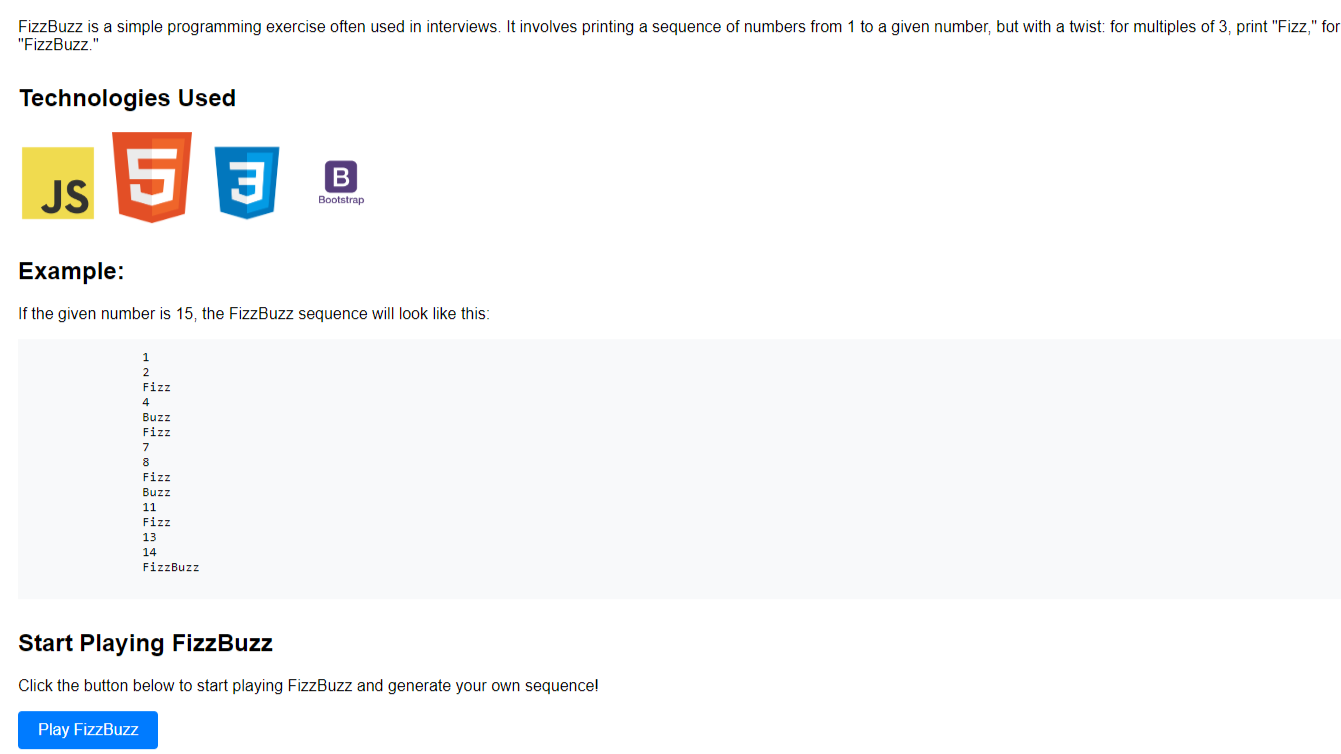 FizzBuzz is a simple programming exercise often used in interviews. It involves printing a sequence of numbers from 1 to a given number, but with a twist: for multiples of 3, print "Fizz," for
"FizzBuzz."
Technologies Used
JS
5
3
B
Bootstrap
Example:
If the given number is 15, the FizzBuzz sequence will look like this:
1
2
Fizz
4
Buzz
Fizz
7
8
Fizz
Buzz
11
Fizz
13
14
FizzBuzz
Start Playing FizzBuzz
Click the button below to start playing FizzBuzz and generate your own sequence!
Play FizzBuzz